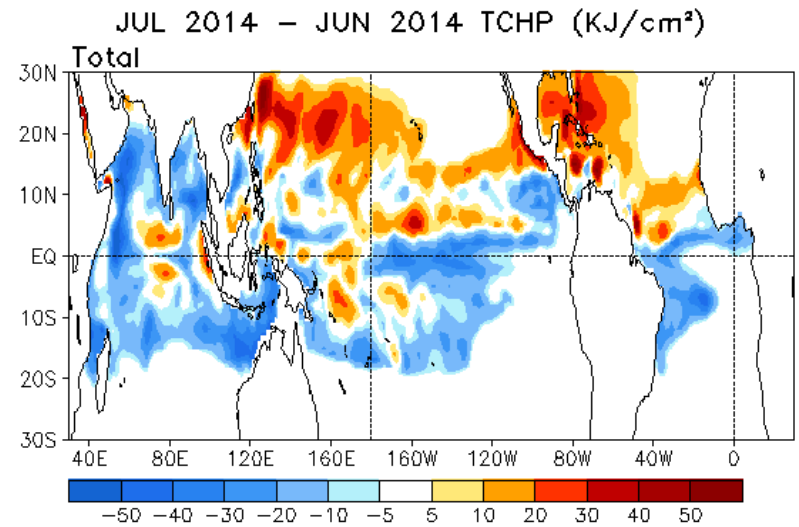 JUL 2014 – JUN 2014 TCHP (KJ/cm²)
Total
30N
20N
10N
EQ
10S
20S
30S
40E 80E 120E 160E 160W 120W 80W 40W 0
−50 −40 −30 −20 −10 −5 5 10 20 30 40 50